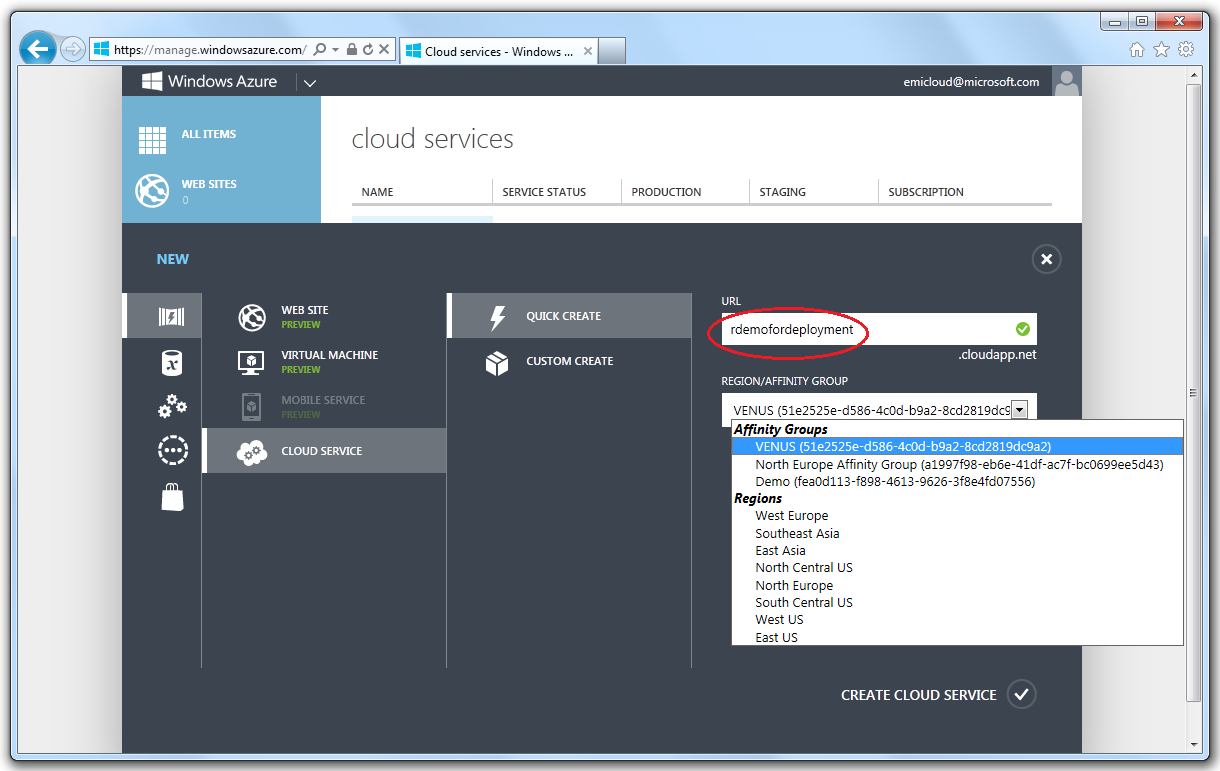 https://manage.windowsazure.com/
Cloud services - Windows ...
Windows Azure
emicloud@microsoft.com
ALL ITEMS
WEB SITES
0
cloud services
NAME SERVICE STATUS PRODUCTION STAGING SUBSCRIPTION
NEW
WEB SITE
PREVIEW
VIRTUAL MACHINE
PREVIEW
MOBILE SERVICE
PREVIEW
CLOUD SERVICE
QUICK CREATE
CUSTOM CREATE
URL
rdemofordeployment
.cloudapp.net
REGION/AFFINITY GROUP
VENUS (51e2525e-d586-4c0d-b9a2-8cd2819dc9
Affinity Groups
VENUS (51e2525e-d586-4c0d-b9a2-8cd2819dc9a2)
North Europe Affinity Group (a1997f98-eb6e-41df-ac7f-bc0699ee5d43)
Demo (fea0d113-f898-4613-9626-3f8e4fd07556)
Regions
West Europe
Southeast Asia
East Asia
North Central US
North Europe
South Central US
West US
East US
CREATE CLOUD SERVICE